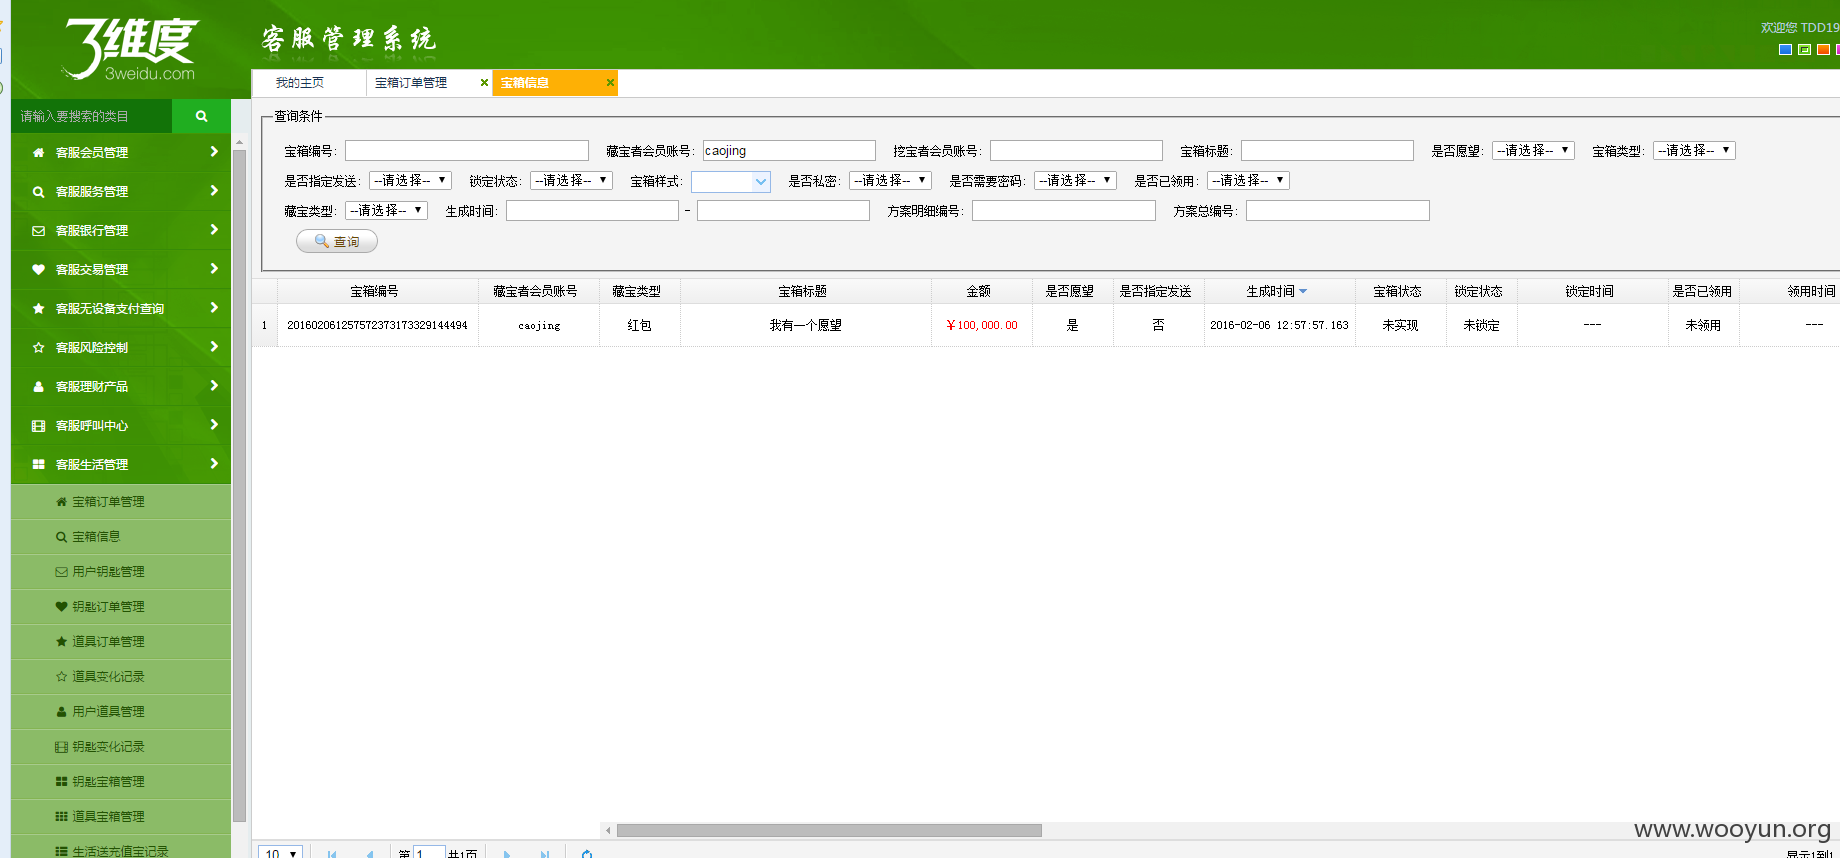 3维度
3weidu.com
客服管理系统
欢迎您 TDD19
我的主页 宝箱订单管理 宝箱信息
请输入要搜索的类目
客服会员管理
客服服务管理
客服银行管理
客服交易管理
客服无设备支付查询
客服风险控制
客服理财产品
客服呼叫中心
客服生活管理
宝箱订单管理
宝箱信息
用户钥匙管理
钥匙订单管理
道具订单管理
道具变化记录
用户道具管理
钥匙变化记录
钥匙宝箱管理
道具宝箱管理
生活送充值宝记录
查询条件
宝箱编号: 藏宝者会员账号: caojing 挖宝者会员账号: 宝箱标题: 是否愿望: --请选择-- 宝箱类型: --请选择--
是否指定发送: --请选择-- 锁定状态: --请选择-- 宝箱样式: 是否私密: --请选择-- 是否需要密码: --请选择-- 是否已领用: --请选择--
藏宝类型: --请选择-- 生成时间: - 方案明细编号: 方案总编号:
查询
宝箱编号 藏宝者会员账号 藏宝类型 宝箱标题 金额 是否愿望 是否指定发送 生成时间 宝箱状态 锁定状态 锁定时间 是否已领用 领用时间
1 2016020612575723731733291​44494 caojing 红包 我有一个愿望 ￥100,000.00 是 否 2016-02-06 12:57:57.163 未实现 未锁定 --- 未领用 ---
10 第 1 共1页 显示1到1
www.wooyun.org